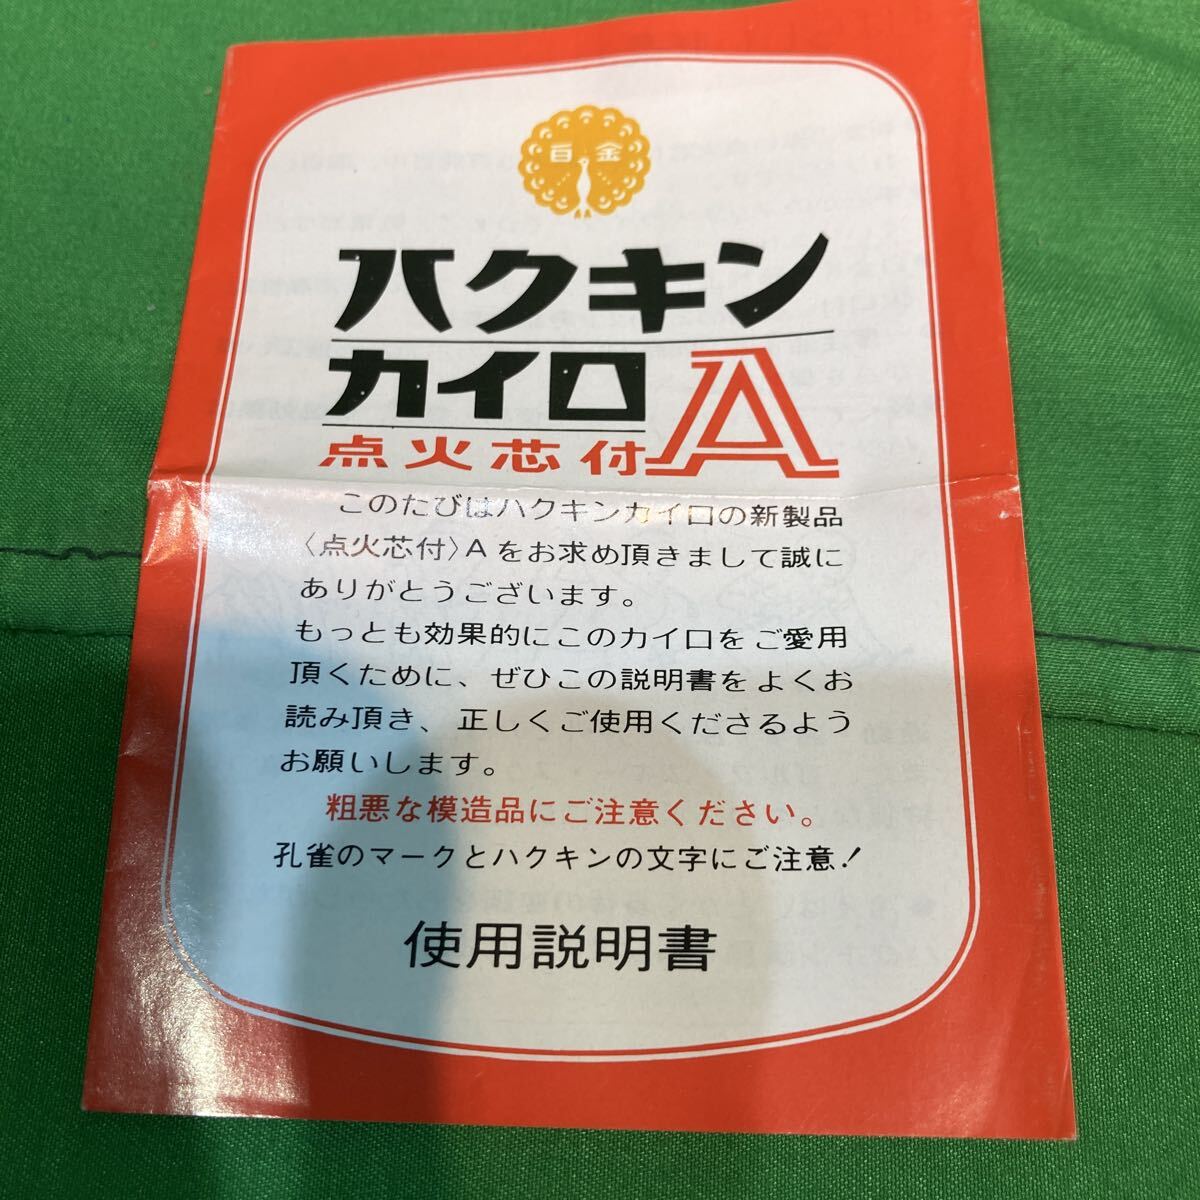 白金
ハクキン
カイロ A
点火芯付
このたびはハクキンカイロの新製品
〈点火芯付〉Aをお求め頂きまして誠に
ありがとうございます。
もっとも効果的にこのカイロをご愛用
頂くために、ぜひこの説明書をよくお
読み頂き、正しくご使用くださるよう
お願いします。
粗悪な模造品にご注意ください。
孔雀のマークとハクキンの文字にご注意!
使用説明書